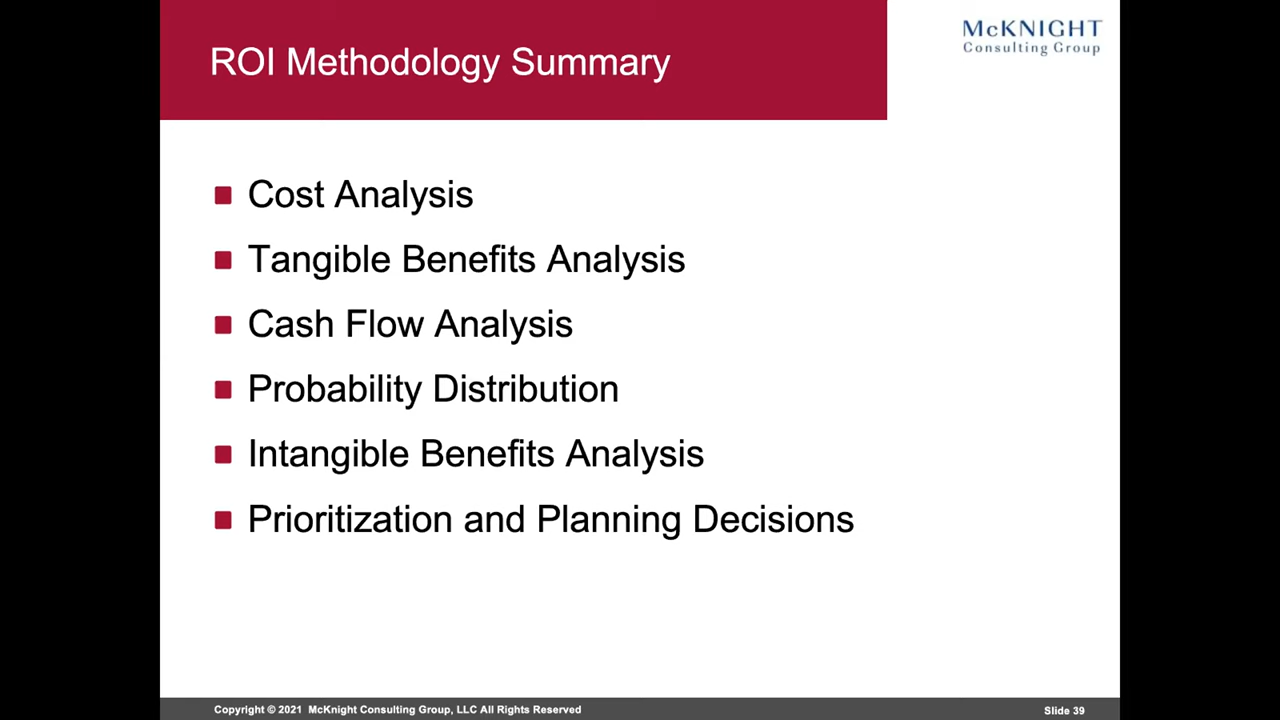 ROI Methodology Summary
McKNIGHT
Consulting Group
Cost Analysis
Tangible Benefits Analysis
Cash Flow Analysis
Probability Distribution
Intangible Benefits Analysis
Prioritization and Planning Decisions
Copyright © 2021 McKnight Consulting Group, LLC All Rights Reserved
Slide 39